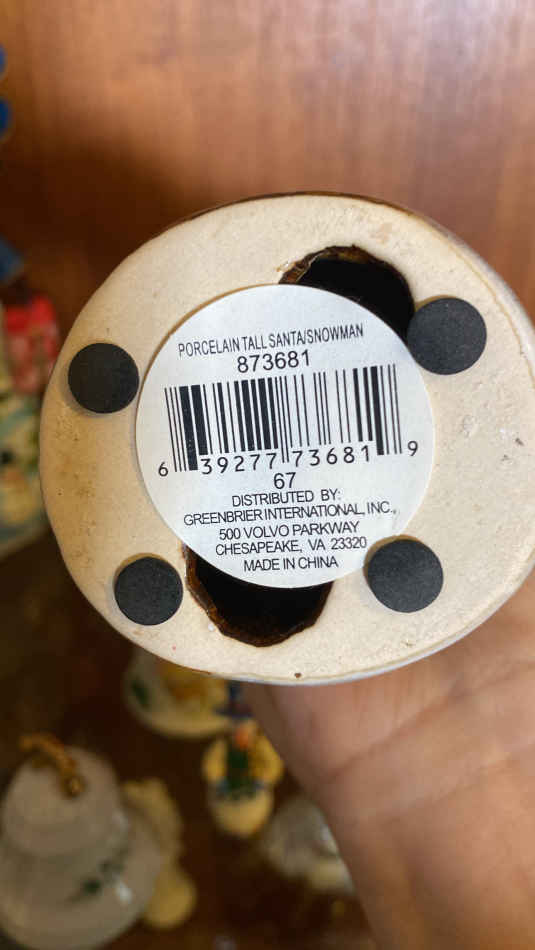 PORCELAIN TALL SANTA/SNOWMAN
873681
6 39277 73681 9
67
DISTRIBUTED BY:
GREENBRIER INTERNATIONAL, INC.,
500 VOLVO PARKWAY
CHESAPEAKE, VA 23320
MADE IN CHINA